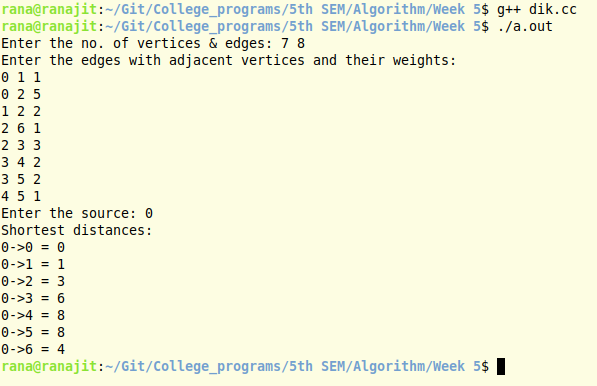 rana@ranajit:~/Git/College_programs/5th SEM/Algorithm/Week 5$ g++ dik.cc
rana@ranajit:~/Git/College_programs/5th SEM/Algorithm/Week 5$ ./a.out
Enter the no. of vertices & edges: 7 8
Enter the edges with adjacent vertices and their weights:
0 1 1
0 2 5
1 2 2
2 6 1
2 3 3
3 4 2
3 5 2
4 5 1
Enter the source: 0
Shortest distances:
0->0 = 0
0->1 = 1
0->2 = 3
0->3 = 6
0->4 = 8
0->5 = 8
0->6 = 4
rana@ranajit:~/Git/College_programs/5th SEM/Algorithm/Week 5$